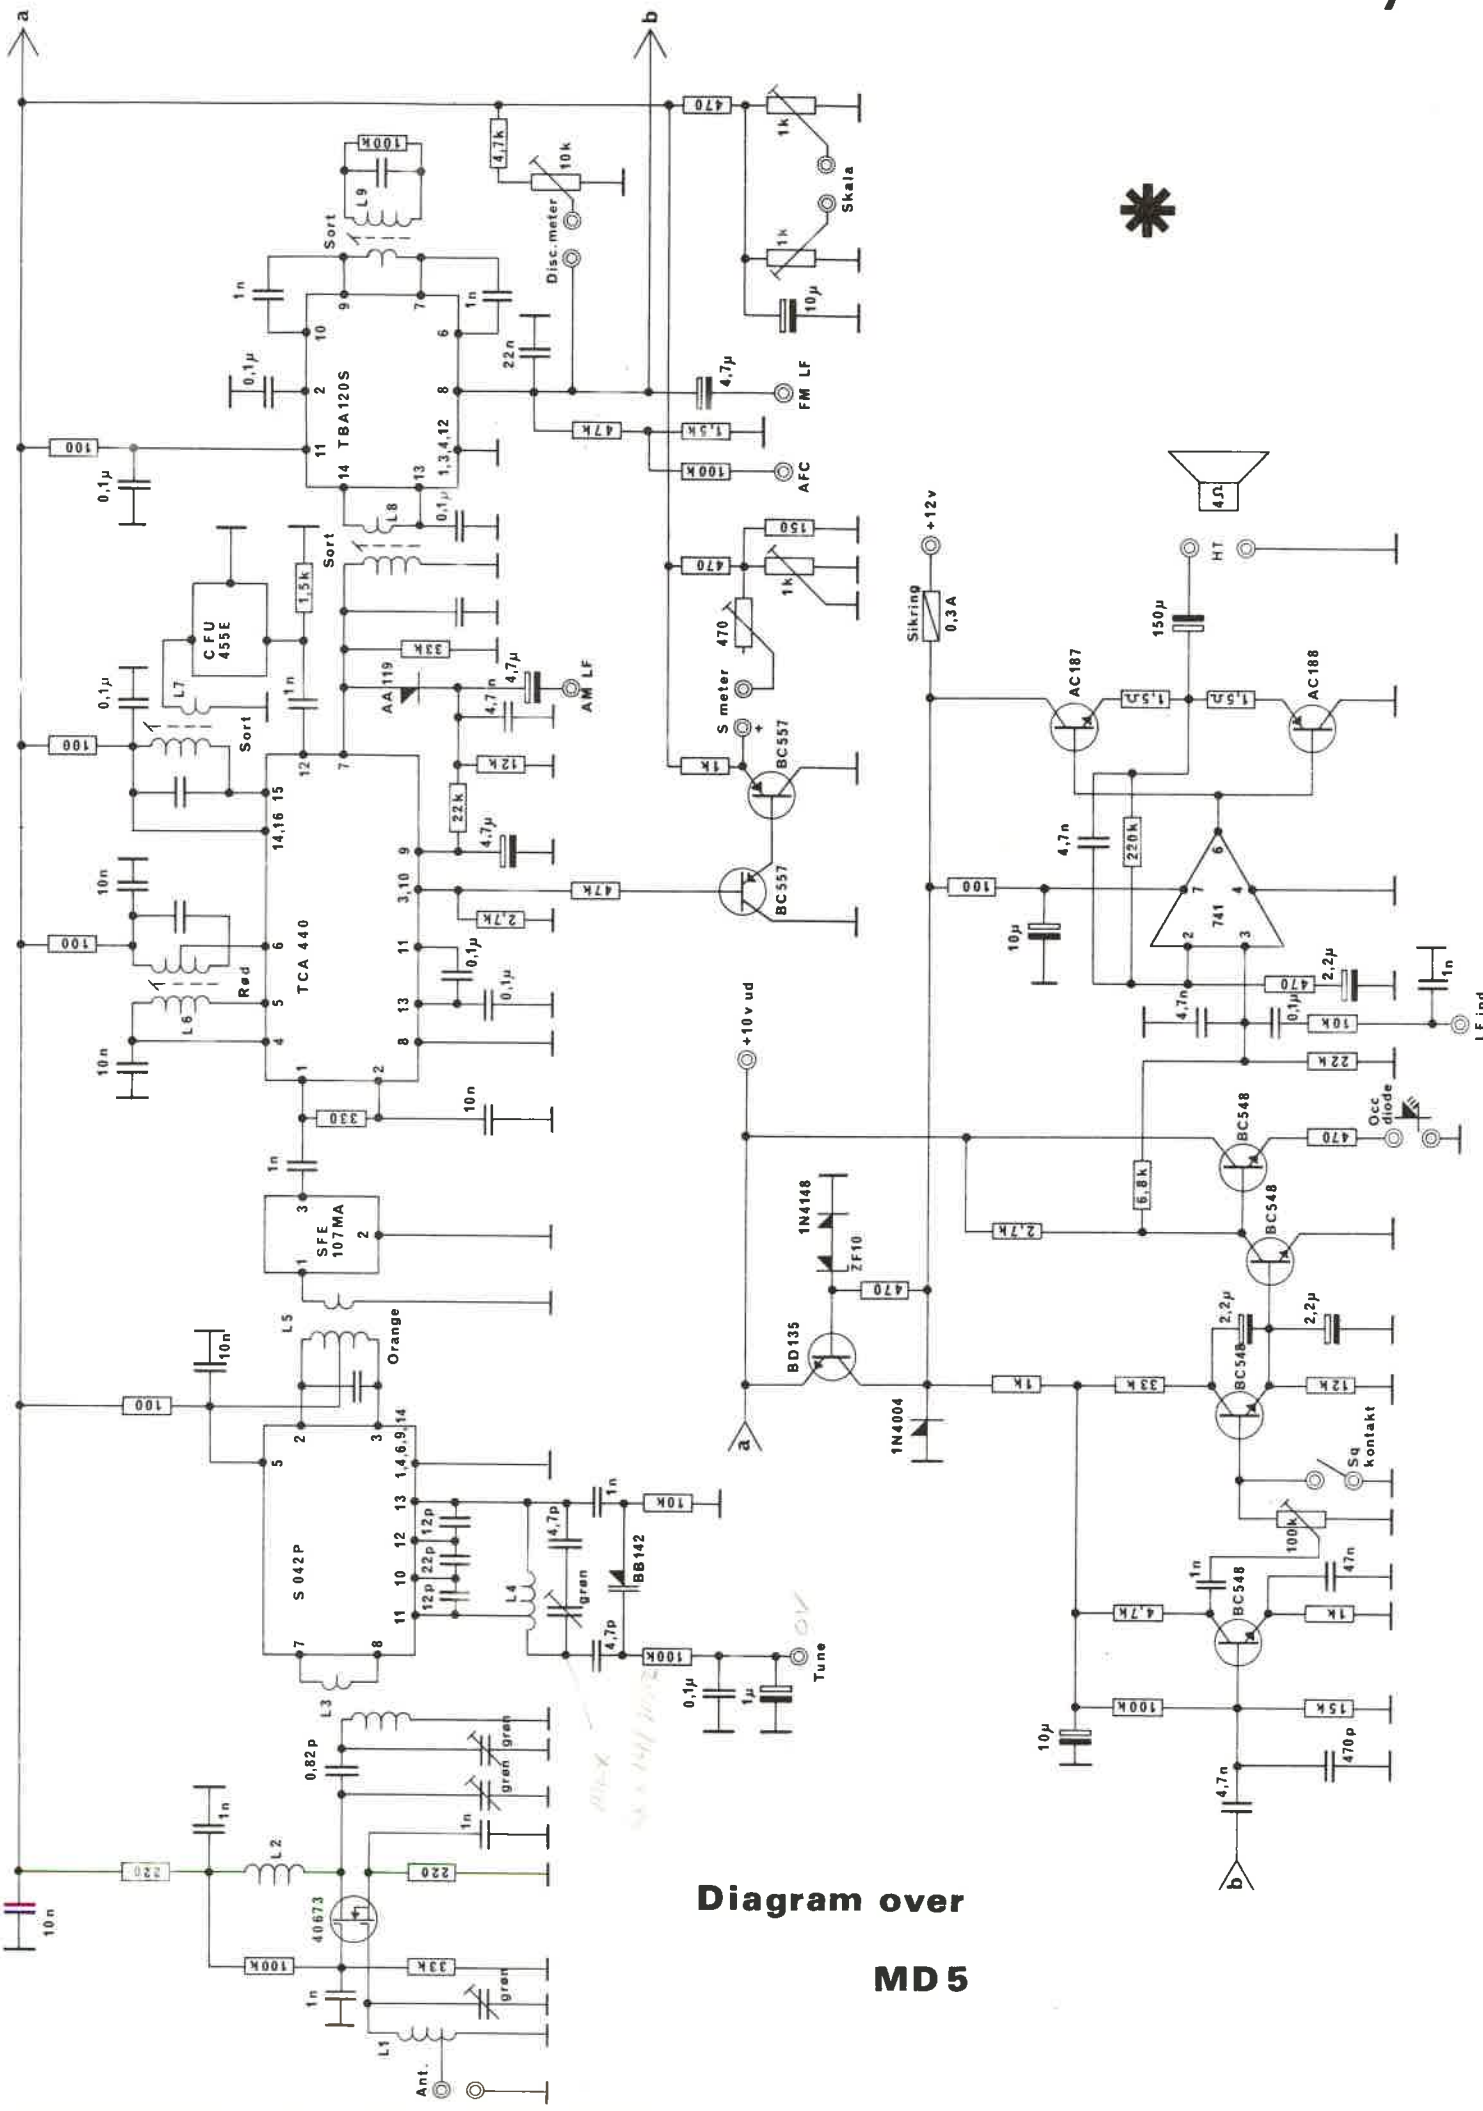 a
b
10n
220
1n
L2
40673
100k
1n
33k
grøn
L1
Ant.
220
1n
grøn
grøn
0,82p
L3
7
8
S042P
5
2
3
11
10
12
13
1,4,6,9,14
12p
22p
12p
L4
4,7p
grøn
4,7p
1n
BB142
10k
100k
0,1µ
1µ
Tune
0V
100
10n
L5
Orange
1
SFE
107MA
3
2
1n
330
10n
1
2
TCA 440
4
5
6
14,16
15
12
7
8
13
11
3,10
9
10n
L6
Rød
100
10n
100
0,1µ
L7
Sort
CFU
455E
1,5k
1n
0,1µ
0,1µ
2,7k
4,7µ
22k
12k
4,7n
4,7µ
AM LF
AA119
33k
Sort
L8
0,1µ
47k
BC557
BC557
1k
S meter
+
470
470
1k
150
0,1µ
100
11
14
13
1,3,4,12
TBA120S
2
10
9
7
6
8
0,1µ
1n
1n
Sort
L9
100k
22n
47k
1,5k
100k
AFC
4,7µ
FM LF
Disc.meter
4,7k
10k
470
1k
1k
Skala
10µ
a
+10v ud
BD135
ZF10
1N4148
470
1N4004
Sikring
0,3A
+12v
1k
33k
12k
BC548
2,2µ
2,2µ
Sq
kontakt
100k
1n
4,7k
BC548
1k
47n
10µ
100k
15k
470p
4,7n
b
2,7k
6,8k
BC548
BC548
470
Occ
diode
22k
10k
0,1µ
4,7n
1n
LF ind
470
2,2µ
741
2
3
4
6
7
100
10µ
4,7n
220k
AC187
AC188
1,5Ω
1,5Ω
150µ
HT
4Ω
Diagram over
MD5